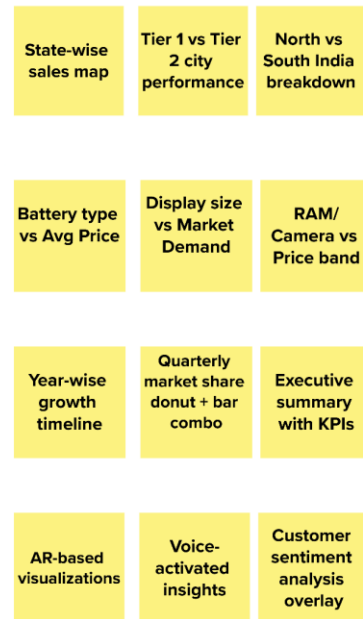 State-wise
sales map
Tier 1 vs Tier
2 city
performance
North vs
South India
breakdown
Battery type
vs Avg Price
Display size
vs Market
Demand
RAM/
Camera vs
Price band
Year-wise
growth
timeline
Quarterly
market share
donut + bar
combo
Executive
summary
with KPIs
AR-based
visualizations
Voice-
activated
insights
Customer
sentiment
analysis
overlay